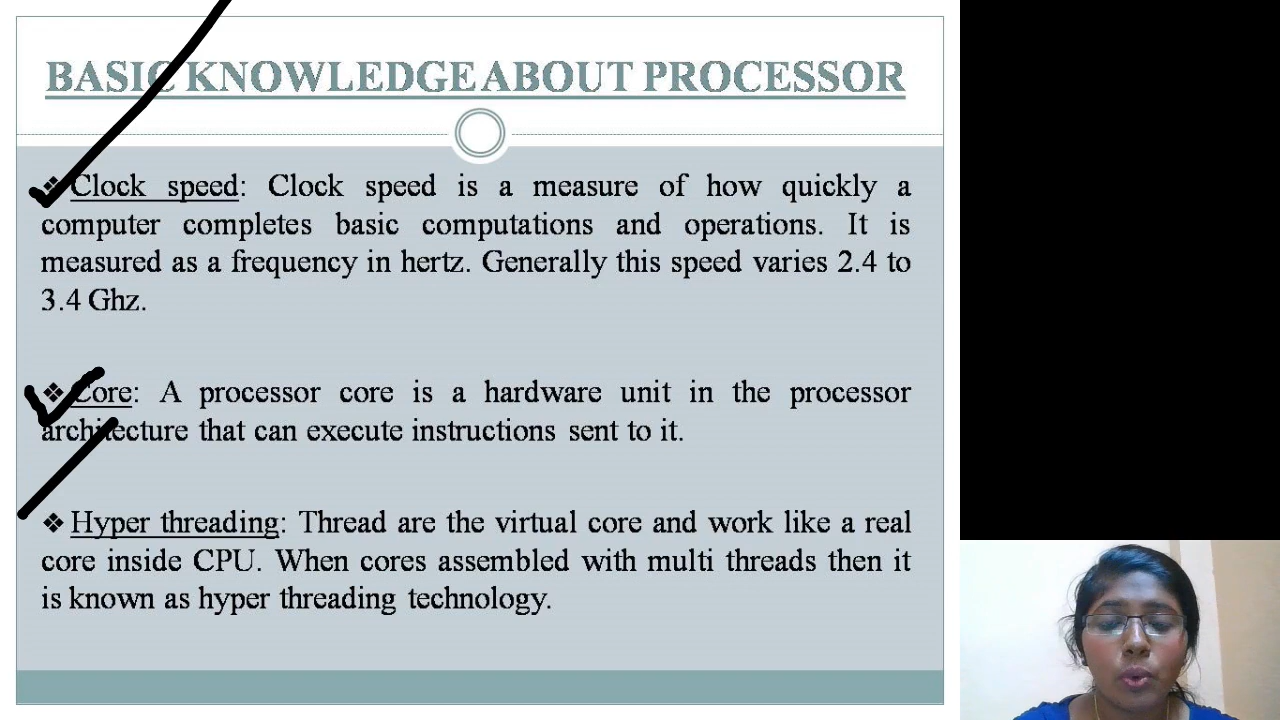 BASIC KNOWLEDGE ABOUT PROCESSOR
❖ Clock speed: Clock speed is a measure of how quickly a
computer completes basic computations and operations. It is
measured as a frequency in hertz. Generally this speed varies 2.4 to
3.4 Ghz.
❖ Core: A processor core is a hardware unit in the processor
architecture that can execute instructions sent to it.
❖ Hyper threading: Thread are the virtual core and work like a real
core inside CPU. When cores assembled with multi threads then it
is known as hyper threading technology.